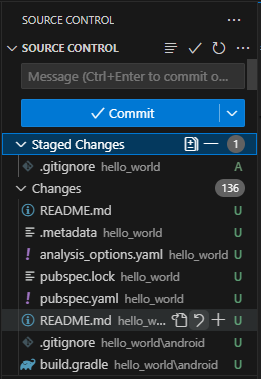 SOURCE CONTROL
SOURCE CONTROL
Message (Ctrl+Enter to commit o...
Commit
Staged Changes 1
.gitignore hello_world A
Changes 136
README.md U
.metadata hello_world U
analysis_options.yaml hello_world U
pubspec.lock hello_world U
pubspec.yaml hello_world U
README.md hello_w... U
.gitignore hello_world\android U
build.gradle hello_world\android U